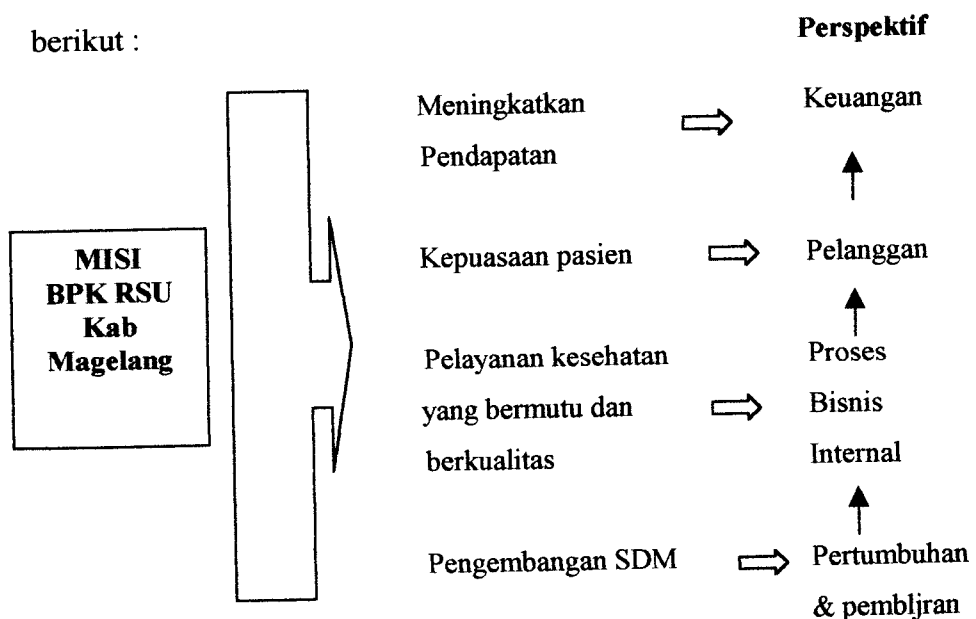 berikut :
Perspektif
Meningkatkan
Pendapatan
Keuangan
MISI
BPK RSU
Kab
Magelang
Kepuasaan pasien
Pelanggan
Pelayanan kesehatan
yang bermutu dan
berkualitas
Proses
Bisnis
Internal
Pengembangan SDM
Pertumbuhan
& pembljran